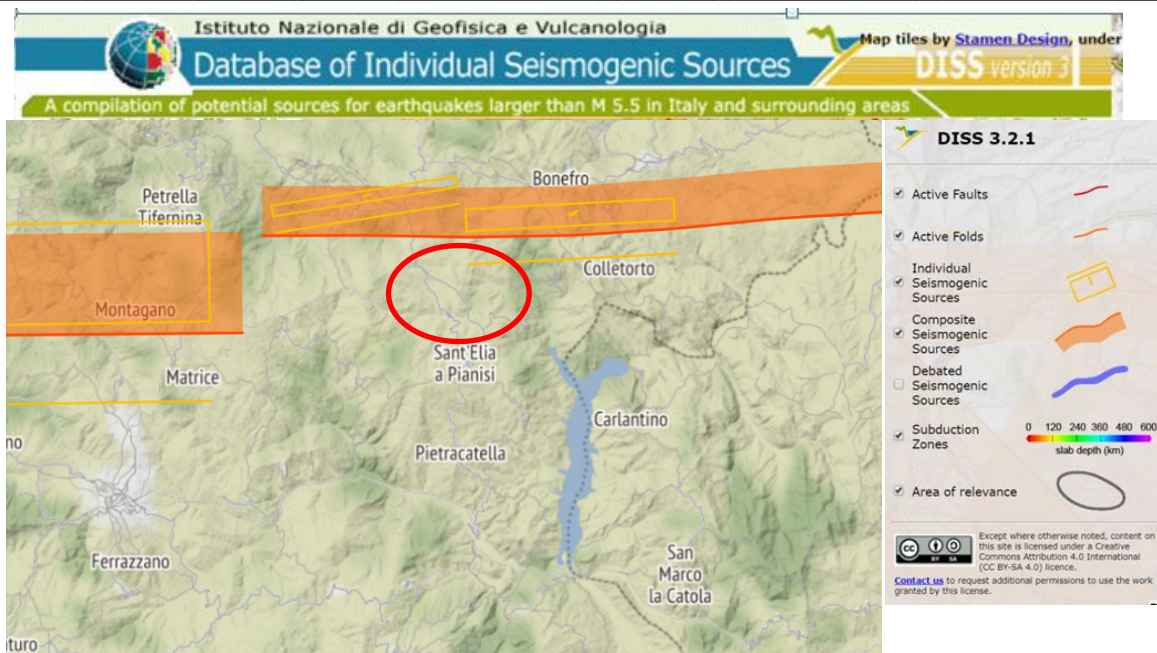 Istituto Nazionale di Geofisica e Vulcanologia
Map tiles by Stamen Design, under
Database of Individual Seismogenic Sources
DISS version 3
A compilation of potential sources for earthquakes larger than M 5.5 in Italy and surrounding areas
Petrella
Tifernina
Bonefro
Colletorto
Montagano
Sant'Elia
a Pianisi
Matrice
Carlantino
no
Pietracatella
Ferrazzano
San
Marco
la Catola
turo
DISS 3.2.1
Active Faults
Active Folds
Individual
Seismogenic
Sources
Composite
Seismogenic
Sources
Debated
Seismogenic
Sources
Subduction
Zones
0 120 240 360 480 600
slab depth (km)
Area of relevance
cc BY SA
Except where otherwise noted, content on
this site is licensed under a Creative
Commons Attribution 4.0 International
(CC BY-SA 4.0) licence.
Contact us to request additional permissions to use the work
granted by this license.